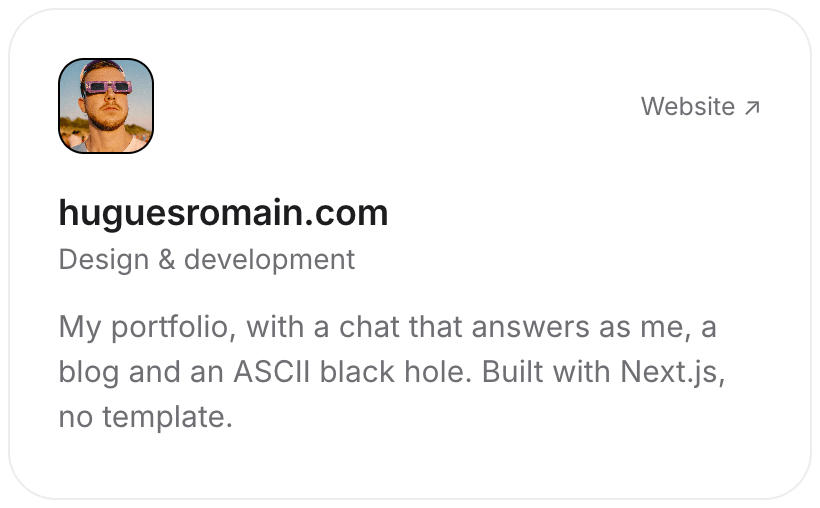 Website ↗
huguesromain.com
Design & development
My portfolio, with a chat that answers as me, a
blog and an ASCII black hole. Built with Next.js,
no template.